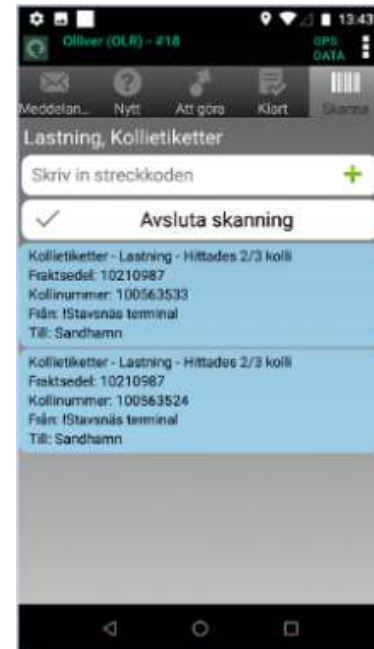 13:43
Olliver (OLR) - #18
GPS
DATA
Meddelan... Nytt Att göra Klart Skanna
Lastning, Kollietiketter
Skriv in streckkoden
Avsluta skanning
Kollietiketter - Lastning - Hittades 2/3 kolli
Fraktsedel: 10210987
Kollinummer: 100563533
Från: !Stavsnäs terminal
Till: Sandhamn
Kollietiketter - Lastning - Hittades 2/3 kolli
Fraktsedel: 10210987
Kollinummer: 100563524
Från: !Stavsnäs terminal
Till: Sandhamn